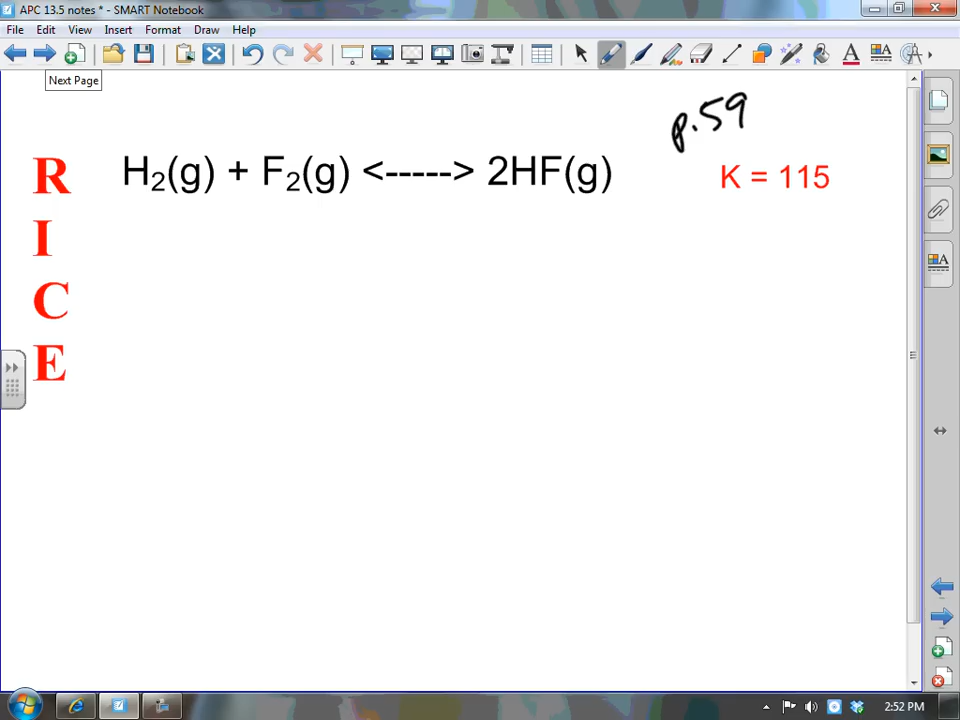 APC 13.5 notes * - SMART Notebook
File Edit View Insert Format Draw Help
Next Page
p.59
R H₂(g) + F₂(g) <-----> 2HF(g) K = 115
I
C
E
2:52 PM